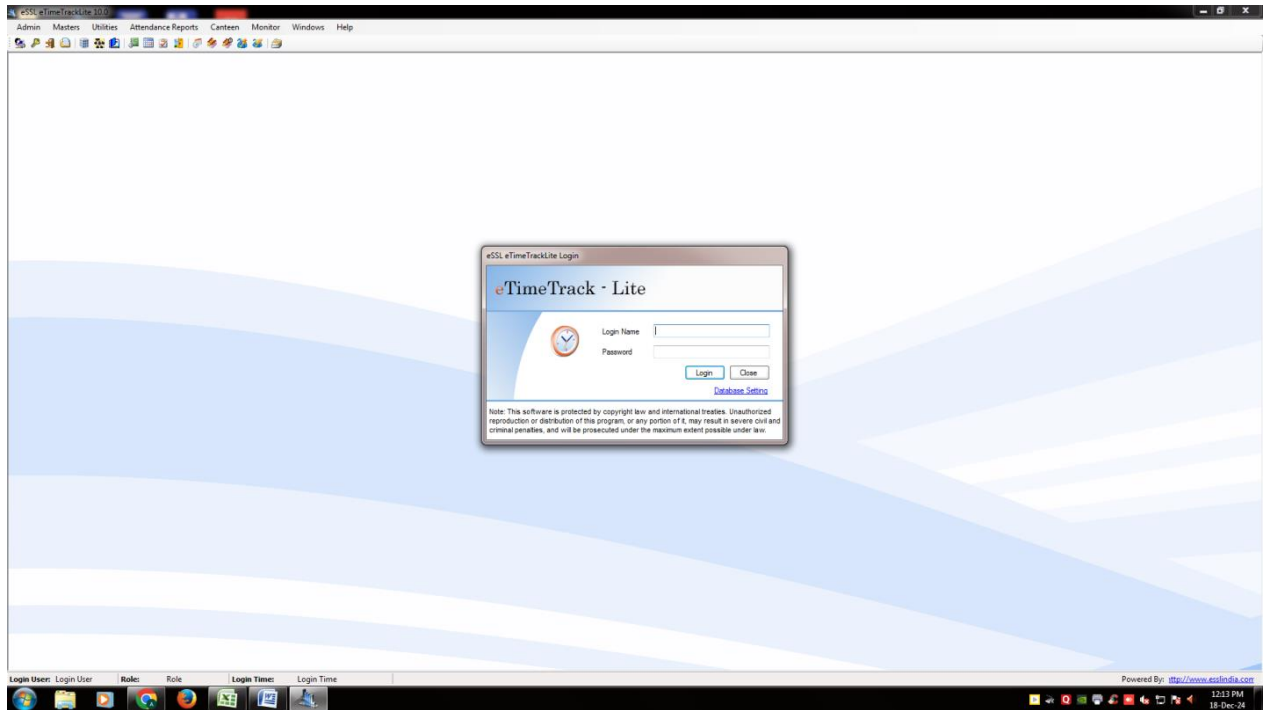 eSSL eTimeTrackLite 10.0
Admin Masters Utilities Attendance Reports Canteen Monitor Windows Help
eSSL eTimeTrackLite Login
eTimeTrack - Lite
Login Name
Password
Login Close
Database Setting
Note: This software is protected by copyright law and international treaties. Unauthorized
reproduction or distribution of this program, or any portion of it, may result in severe civil and
criminal penalties, and will be prosecuted under the maximum extent possible under law.
Login User: Login User Role: Role Login Time: Login Time Powered By: http://www.esslindia.com
12:13 PM
18-Dec-24